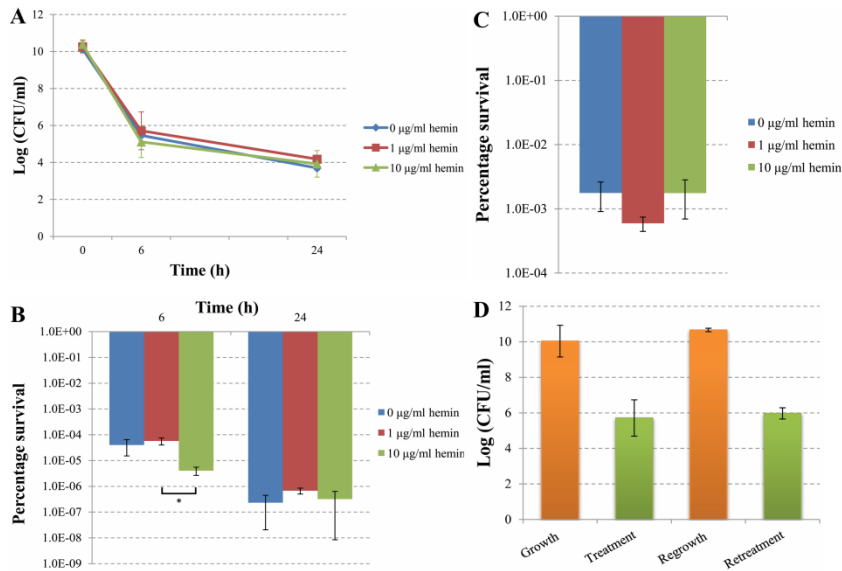 A
12
10
8
6
4
2
0
Log (CFU/ml)
0
6
24
Time (h)
0 μg/ml hemin
1 μg/ml hemin
10 μg/ml hemin
C
1.0E+00
1.0E-01
1.0E-02
1.0E-03
1.0E-04
Percentage survival
0 μg/ml hemin
1 μg/ml hemin
10 μg/ml hemin
B
Time (h)
6
24
1.0E+00
1.0E-01
1.0E-02
1.0E-03
1.0E-04
1.0E-05
1.0E-06
1.0E-07
1.0E-08
1.0E-09
Percentage survival
*
0 μg/ml hemin
1 μg/ml hemin
10 μg/ml hemin
D
12
10
8
6
4
2
0
Log (CFU/ml)
Growth
Treatment
Regrowth
Retreatment